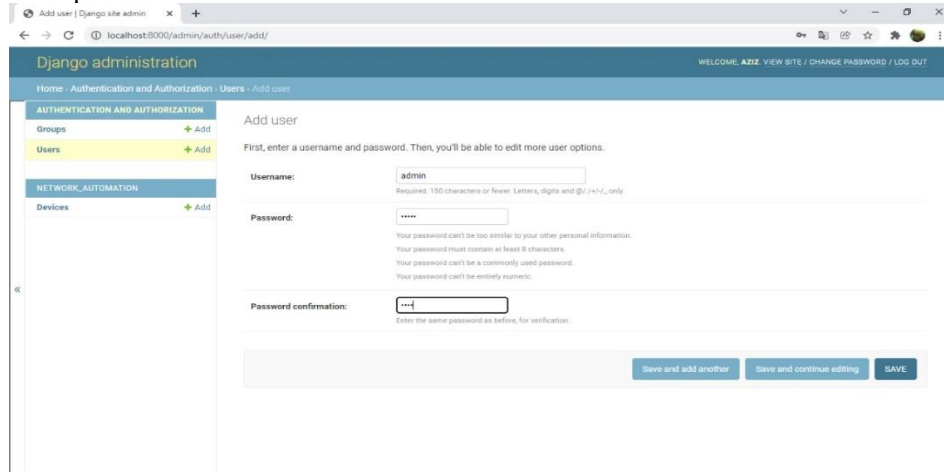 Add user | Django site admin
localhost:8000/admin/auth/user/add/
Django administration
WELCOME, AZIZ. VIEW SITE / CHANGE PASSWORD / LOG OUT
Home › Authentication and Authorization › Users › Add user
AUTHENTICATION AND AUTHORIZATION
Groups + Add
Users + Add
NETWORK_AUTOMATION
Devices + Add
Add user
First, enter a username and password. Then, you'll be able to edit more user options.
Username: admin
Required. 150 characters or fewer. Letters, digits and @/./+/-/_ only.
Password: •••••
Your password can't be too similar to your other personal information.
Your password must contain at least 8 characters.
Your password can't be a commonly used password.
Your password can't be entirely numeric.
Password confirmation: ••••
Enter the same password as before, for verification.
Save and add another Save and continue editing SAVE